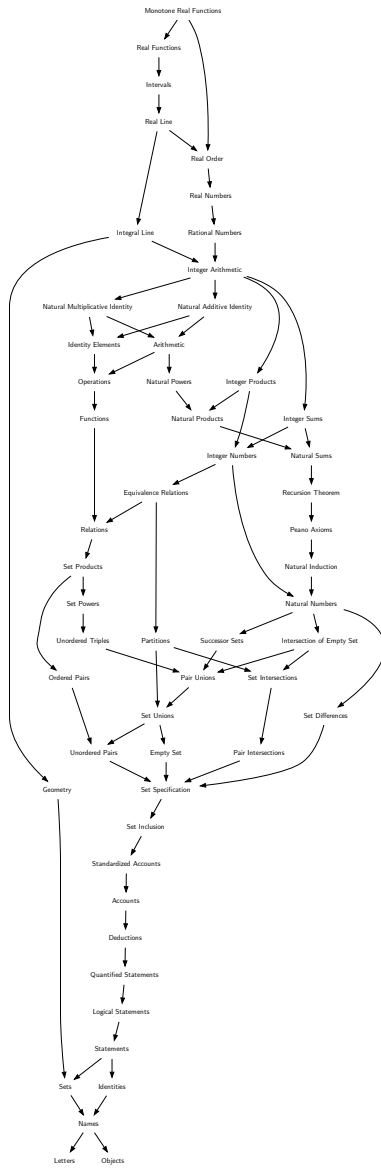 Monotone Real Functions
Real Functions
Intervals
Real Line
Real Order
Real Numbers
Integral Line
Rational Numbers
Integer Arithmetic
Natural Multiplicative Identity
Natural Additive Identity
Identity Elements
Arithmetic
Operations
Natural Powers
Integer Products
Functions
Natural Products
Integer Sums
Integer Numbers
Natural Sums
Equivalence Relations
Recursion Theorem
Relations
Peano Axioms
Set Products
Natural Induction
Set Powers
Natural Numbers
Unordered Triples
Partitions
Successor Sets
Intersection of Empty Set
Ordered Pairs
Pair Unions
Set Intersections
Set Unions
Set Differences
Unordered Pairs
Empty Set
Pair Intersections
Geometry
Set Specification
Set Inclusion
Standardized Accounts
Accounts
Deductions
Quantified Statements
Logical Statements
Statements
Sets
Identities
Names
Letters
Objects